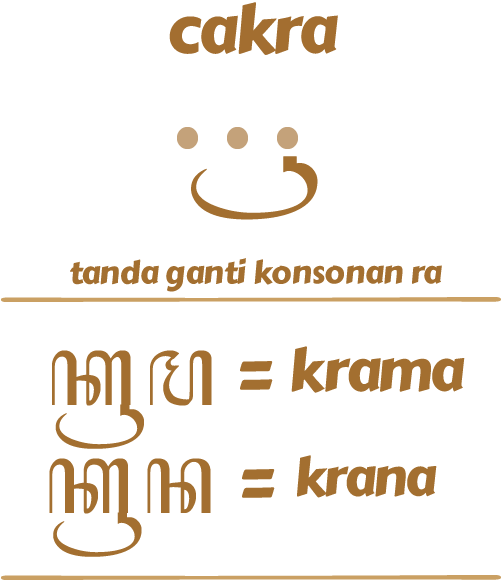 cakra
ꦿ
tanda ganti konsonan ra
ꦏꦿꦩ = krama
ꦏꦿꦤ = krana